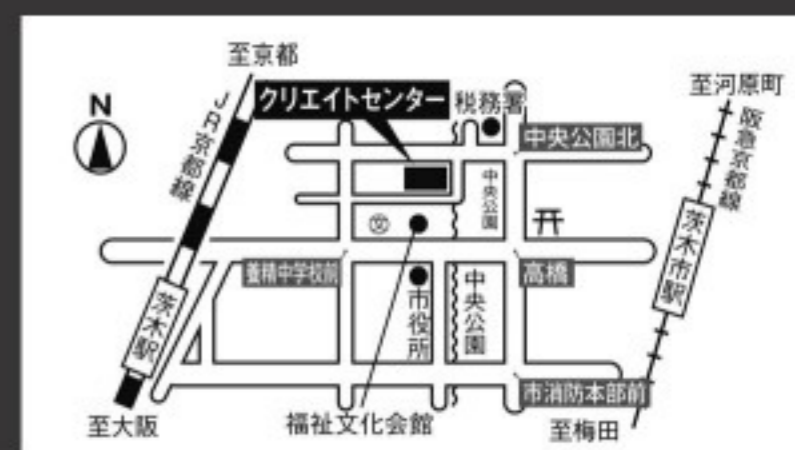 至京都
N
JR京都線
クリエイトセンター
税務署
至河原町
中央公園北
阪急京都線
中央公園
文
茨木市駅
養精中学校前
高橋
茨木駅
市役所
中央公園
市消防本部前
至大阪
福祉文化会館
至梅田